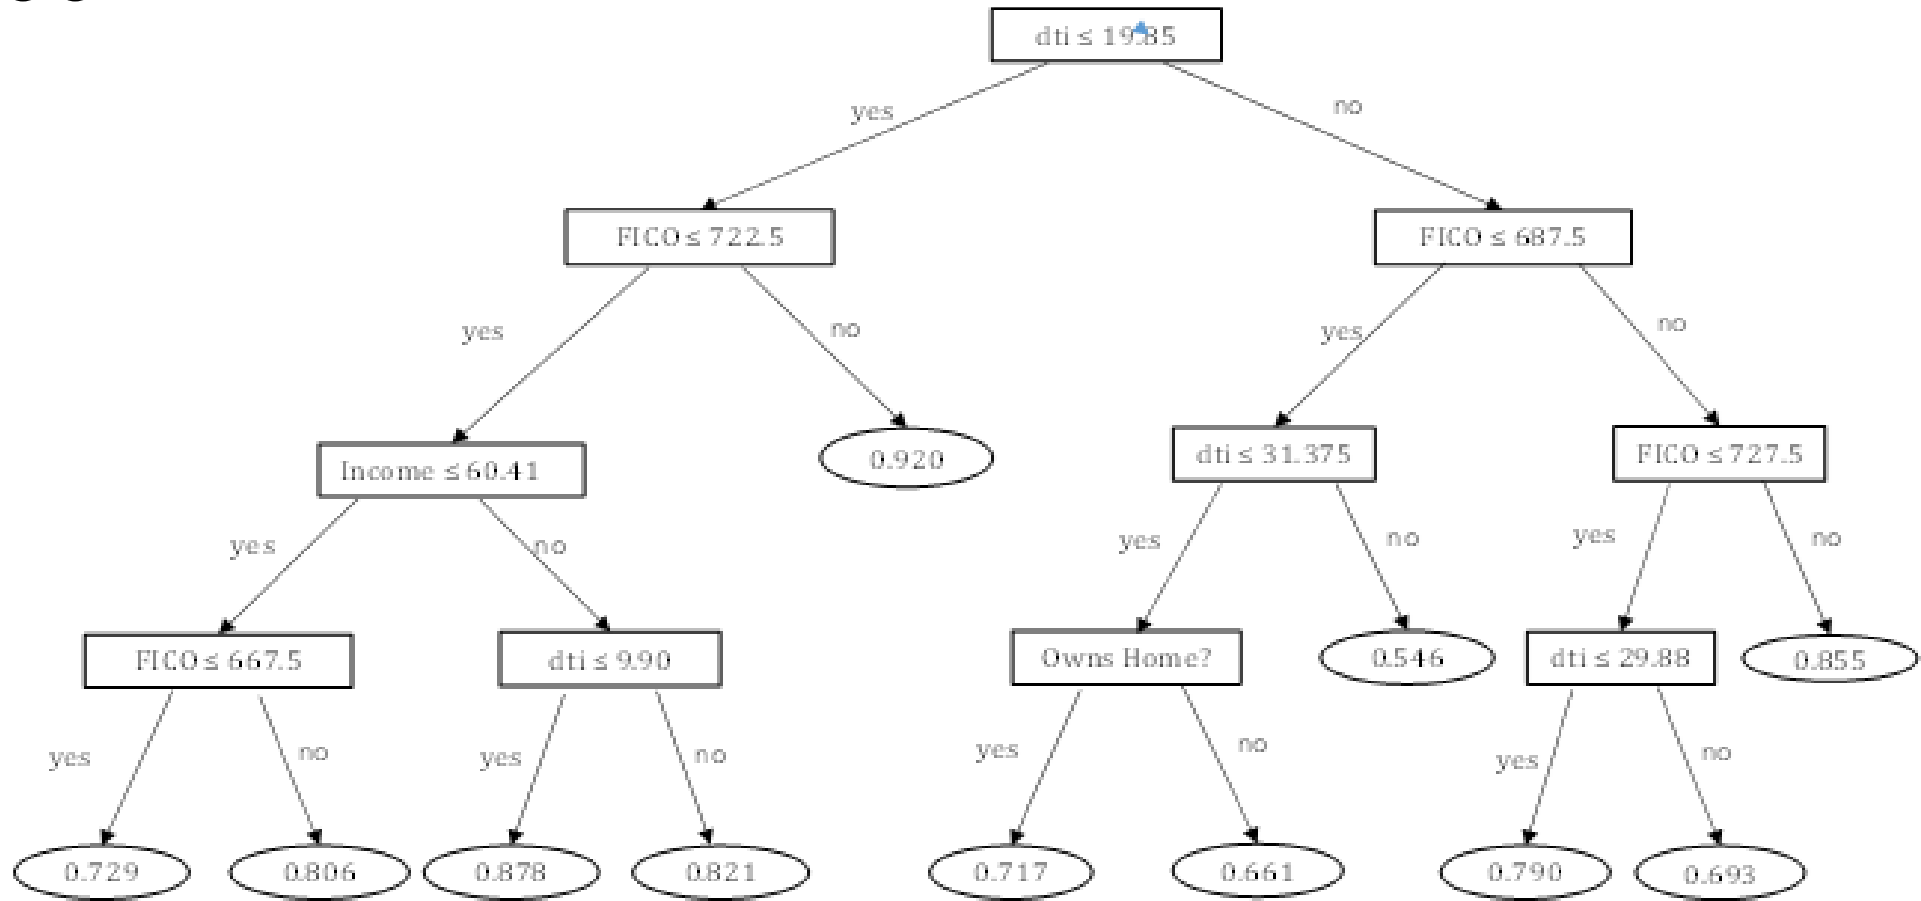 dti ≤ 19.85
yes
no
FICO ≤ 722.5
FICO ≤ 687.5
yes
no
yes
no
Income ≤ 60.41
0.920
dti ≤ 31.375
FICO ≤ 727.5
yes
no
yes
no
yes
no
FICO ≤ 667.5
dti ≤ 9.90
Owns Home?
0.546
dti ≤ 29.88
0.855
yes
no
yes
no
yes
no
yes
no
0.729
0.806
0.878
0.821
0.717
0.661
0.790
0.693